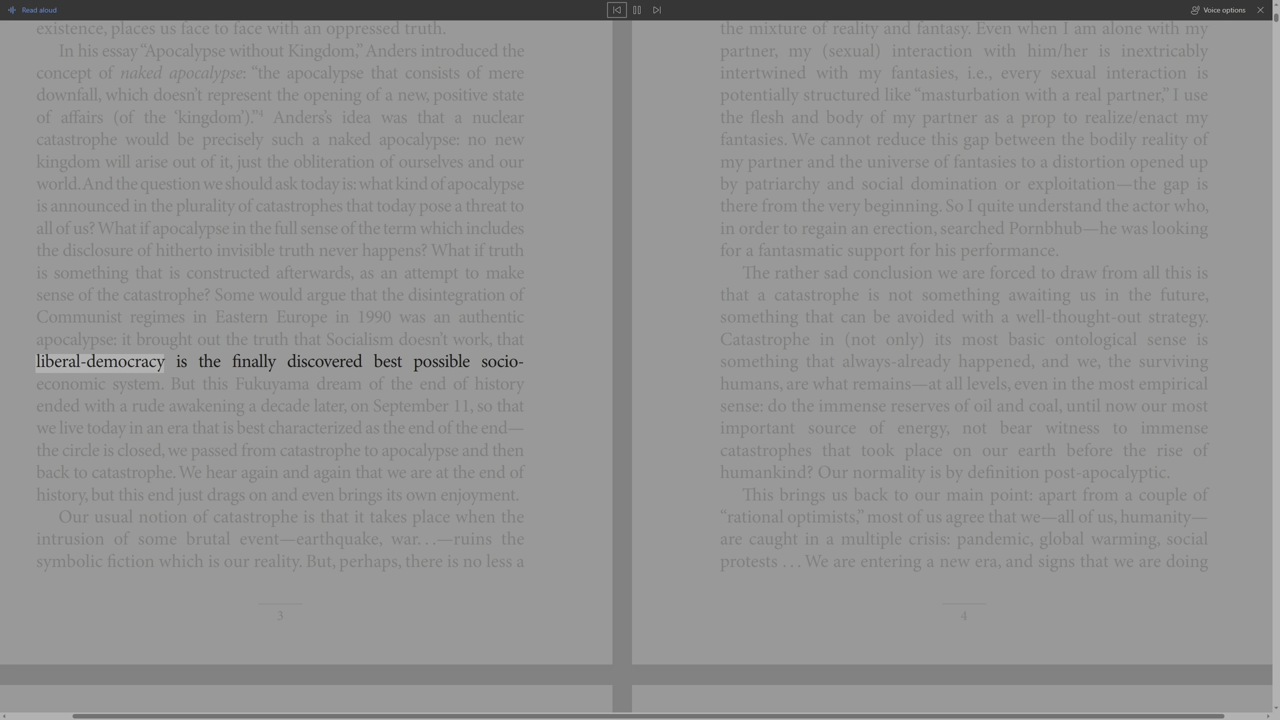 Read aloud
Voice options
existence, places us face to face with an oppressed truth.
In his essay “Apocalypse without Kingdom,” Anders introduced the
concept of naked apocalypse: “the apocalypse that consists of mere
downfall, which doesn’t represent the opening of a new, positive state
of affairs (of the ‘kingdom’).”⁴ Anders’s idea was that a nuclear
catastrophe would be precisely such a naked apocalypse: no new
kingdom will arise out of it, just the obliteration of ourselves and our
world. And the question we should ask today is: what kind of apocalypse
is announced in the plurality of catastrophes that today pose a threat to
all of us? What if apocalypse in the full sense of the term which includes
the disclosure of hitherto invisible truth never happens? What if truth
is something that is constructed afterwards, as an attempt to make
sense of the catastrophe? Some would argue that the disintegration of
Communist regimes in Eastern Europe in 1990 was an authentic
apocalypse: it brought out the truth that Socialism doesn’t work, that
liberal-democracy is the finally discovered best possible socio-
economic system. But this Fukuyama dream of the end of history
ended with a rude awakening a decade later, on September 11, so that
we live today in an era that is best characterized as the end of the end—
the circle is closed, we passed from catastrophe to apocalypse and then
back to catastrophe. We hear again and again that we are at the end of
history, but this end just drags on and even brings its own enjoyment.
Our usual notion of catastrophe is that it takes place when the
intrusion of some brutal event—earthquake, war. . .—ruins the
symbolic fiction which is our reality. But, perhaps, there is no less a
3
the mixture of reality and fantasy. Even when I am alone with my
partner, my (sexual) interaction with him/her is inextricably
intertwined with my fantasies, i.e., every sexual interaction is
potentially structured like “masturbation with a real partner,” I use
the flesh and body of my partner as a prop to realize/enact my
fantasies. We cannot reduce this gap between the bodily reality of
my partner and the universe of fantasies to a distortion opened up
by patriarchy and social domination or exploitation—the gap is
there from the very beginning. So I quite understand the actor who,
in order to regain an erection, searched Pornhub—he was looking
for a fantasmatic support for his performance.
The rather sad conclusion we are forced to draw from all this is
that a catastrophe is not something awaiting us in the future,
something that can be avoided with a well-thought-out strategy.
Catastrophe in (not only) its most basic ontological sense is
something that always-already happened, and we, the surviving
humans, are what remains—at all levels, even in the most empirical
sense: do the immense reserves of oil and coal, until now our most
important source of energy, not bear witness to immense
catastrophes that took place on our earth before the rise of
humankind? Our normality is by definition post-apocalyptic.
This brings us back to our main point: apart from a couple of
“rational optimists,” most of us agree that we—all of us, humanity—
are caught in a multiple crisis: pandemic, global warming, social
protests . . . We are entering a new era, and signs that we are doing
4